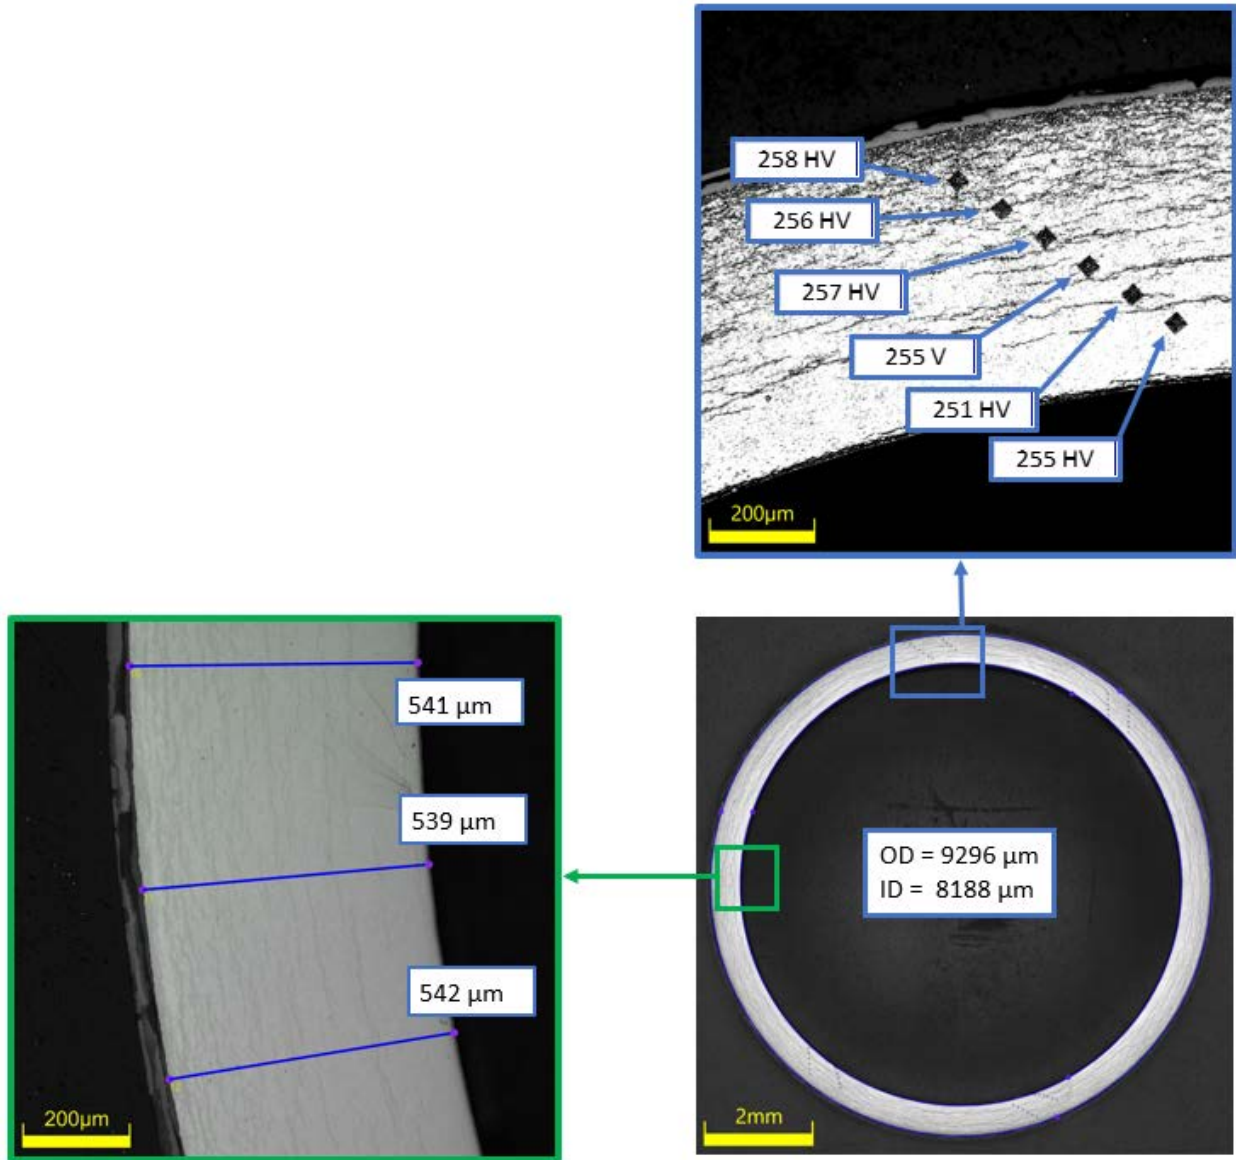 258 HV
256 HV
257 HV
255 V
251 HV
255 HV
200µm
541 µm
539 µm
542 µm
200µm
OD = 9296 µm
ID = 8188 µm
2mm